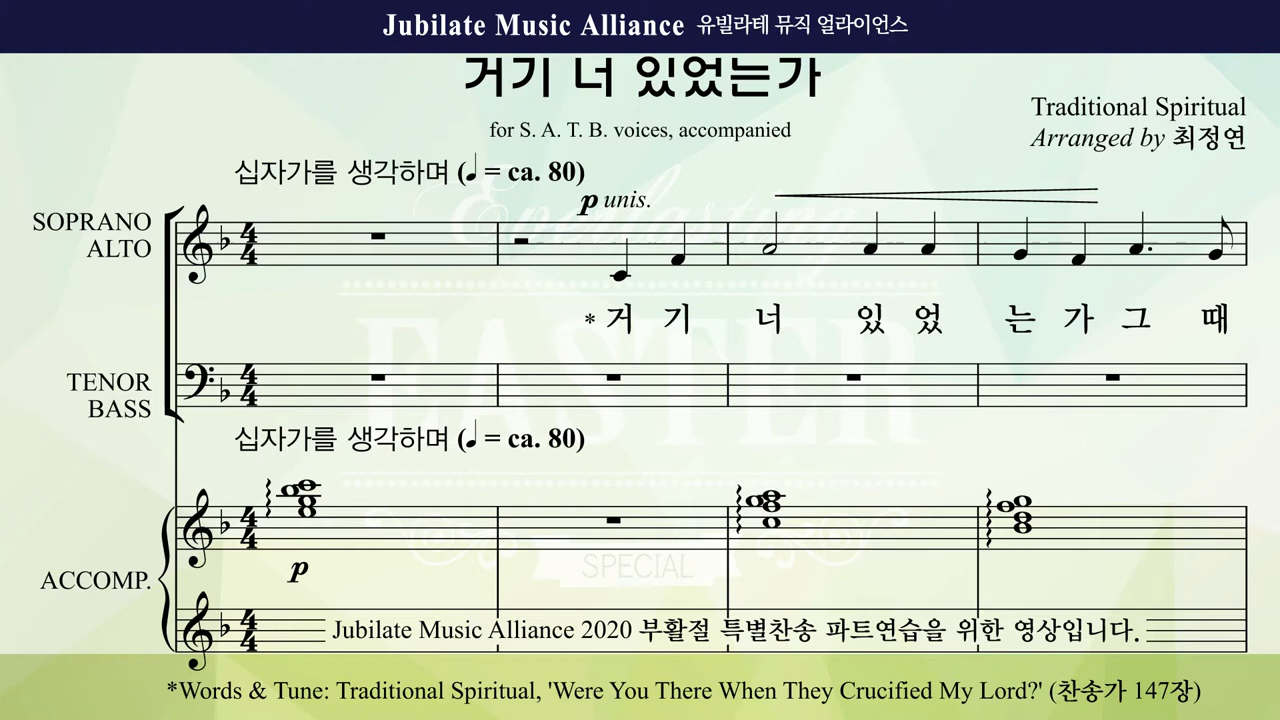 Jubilate Music Alliance 유빌라테 뮤직 얼라이언스
거기 너 있었는가
for S. A. T. B. voices, accompanied
Traditional Spiritual
Arranged by 최정연
십자가를 생각하며 (♩ = ca. 80)
p unis.
SOPRANO
ALTO
Everlasting
*거 기 너 있 었 는 가 그 때
EASTER
TENOR
BASS
십자가를 생각하며 (♩ = ca. 80)
p
SPECIAL
ACCOMP.
Jubilate Music Alliance 2020 부활절 특별찬송 파트연습을 위한 영상입니다.
*Words & Tune: Traditional Spiritual, 'Were You There When They Crucified My Lord?' (찬송가 147장)